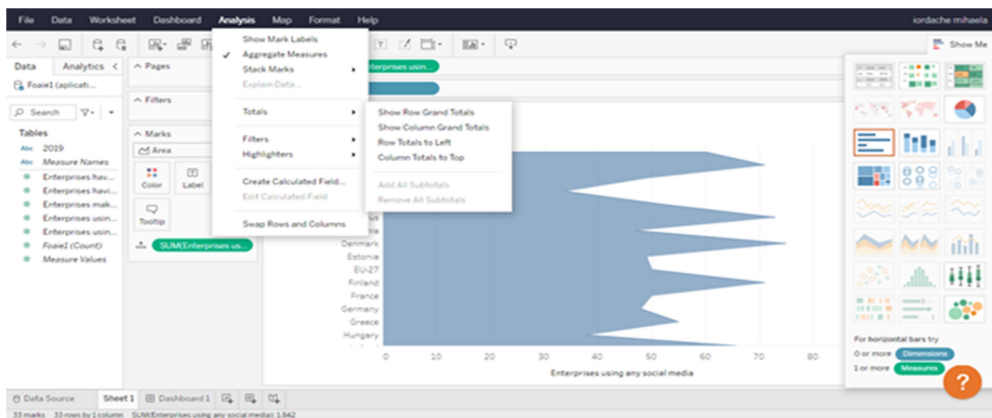 File Data Worksheet Dashboard Analysis Map Format Help iordache mihaela
Show Me
Data Analytics
Foaie1 (aplicati...
Search
Tables
Abc 2019
Abc Measure Names
Enterprises hav...
Enterprises havi...
Enterprises mak...
Enterprises usin...
Enterprises usin...
Foaie1 (Count)
Measure Values
Pages
Filters
Marks
Area
Color Label
Tooltip
SUM(Enterprises us...
Show Mark Labels
Aggregate Measures
Stack Marks
Explain Data...
Totals
Filters
Highlighters
Create Calculated Field...
Edit Calculated Field
Swap Rows and Columns
Show Row Grand Totals
Show Column Grand Totals
Row Totals to Left
Column Totals to Top
Add All Subtotals
Remove All Subtotals
nterprises usin...
Denmark
Estonia
EU-27
Finland
France
Germany
Greece
Hungary
0 10 20 30 40 50 60 70 80
Enterprises using any social media
For horizontal bars try
0 or more Dimensions
1 or more Measures
?
Data Source Sheet 1 Dashboard 1
33 marks 33 rows by 1 column SUM(Enterprises using any social media): 1.842